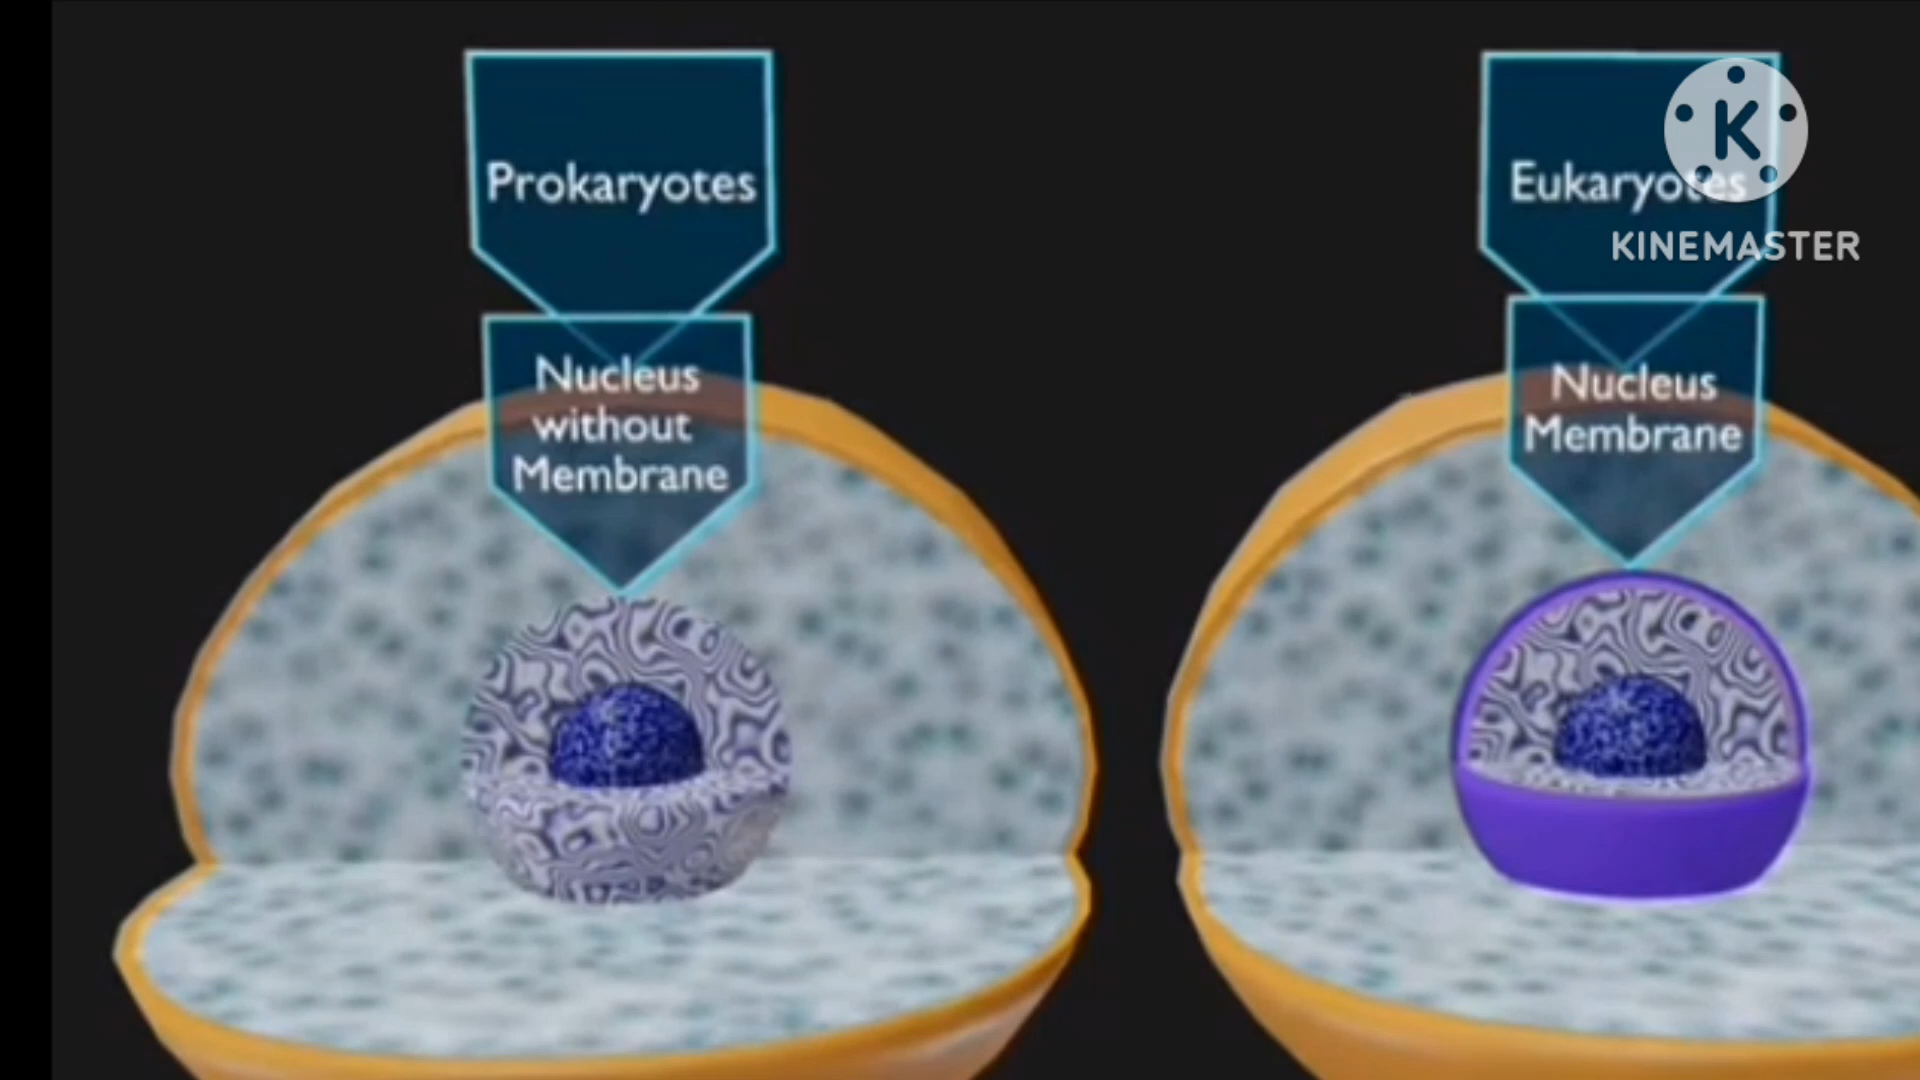 Prokaryotes
Nucleus
without
Membrane
Eukaryotes
Nucleus
Membrane
K
KINEMASTER